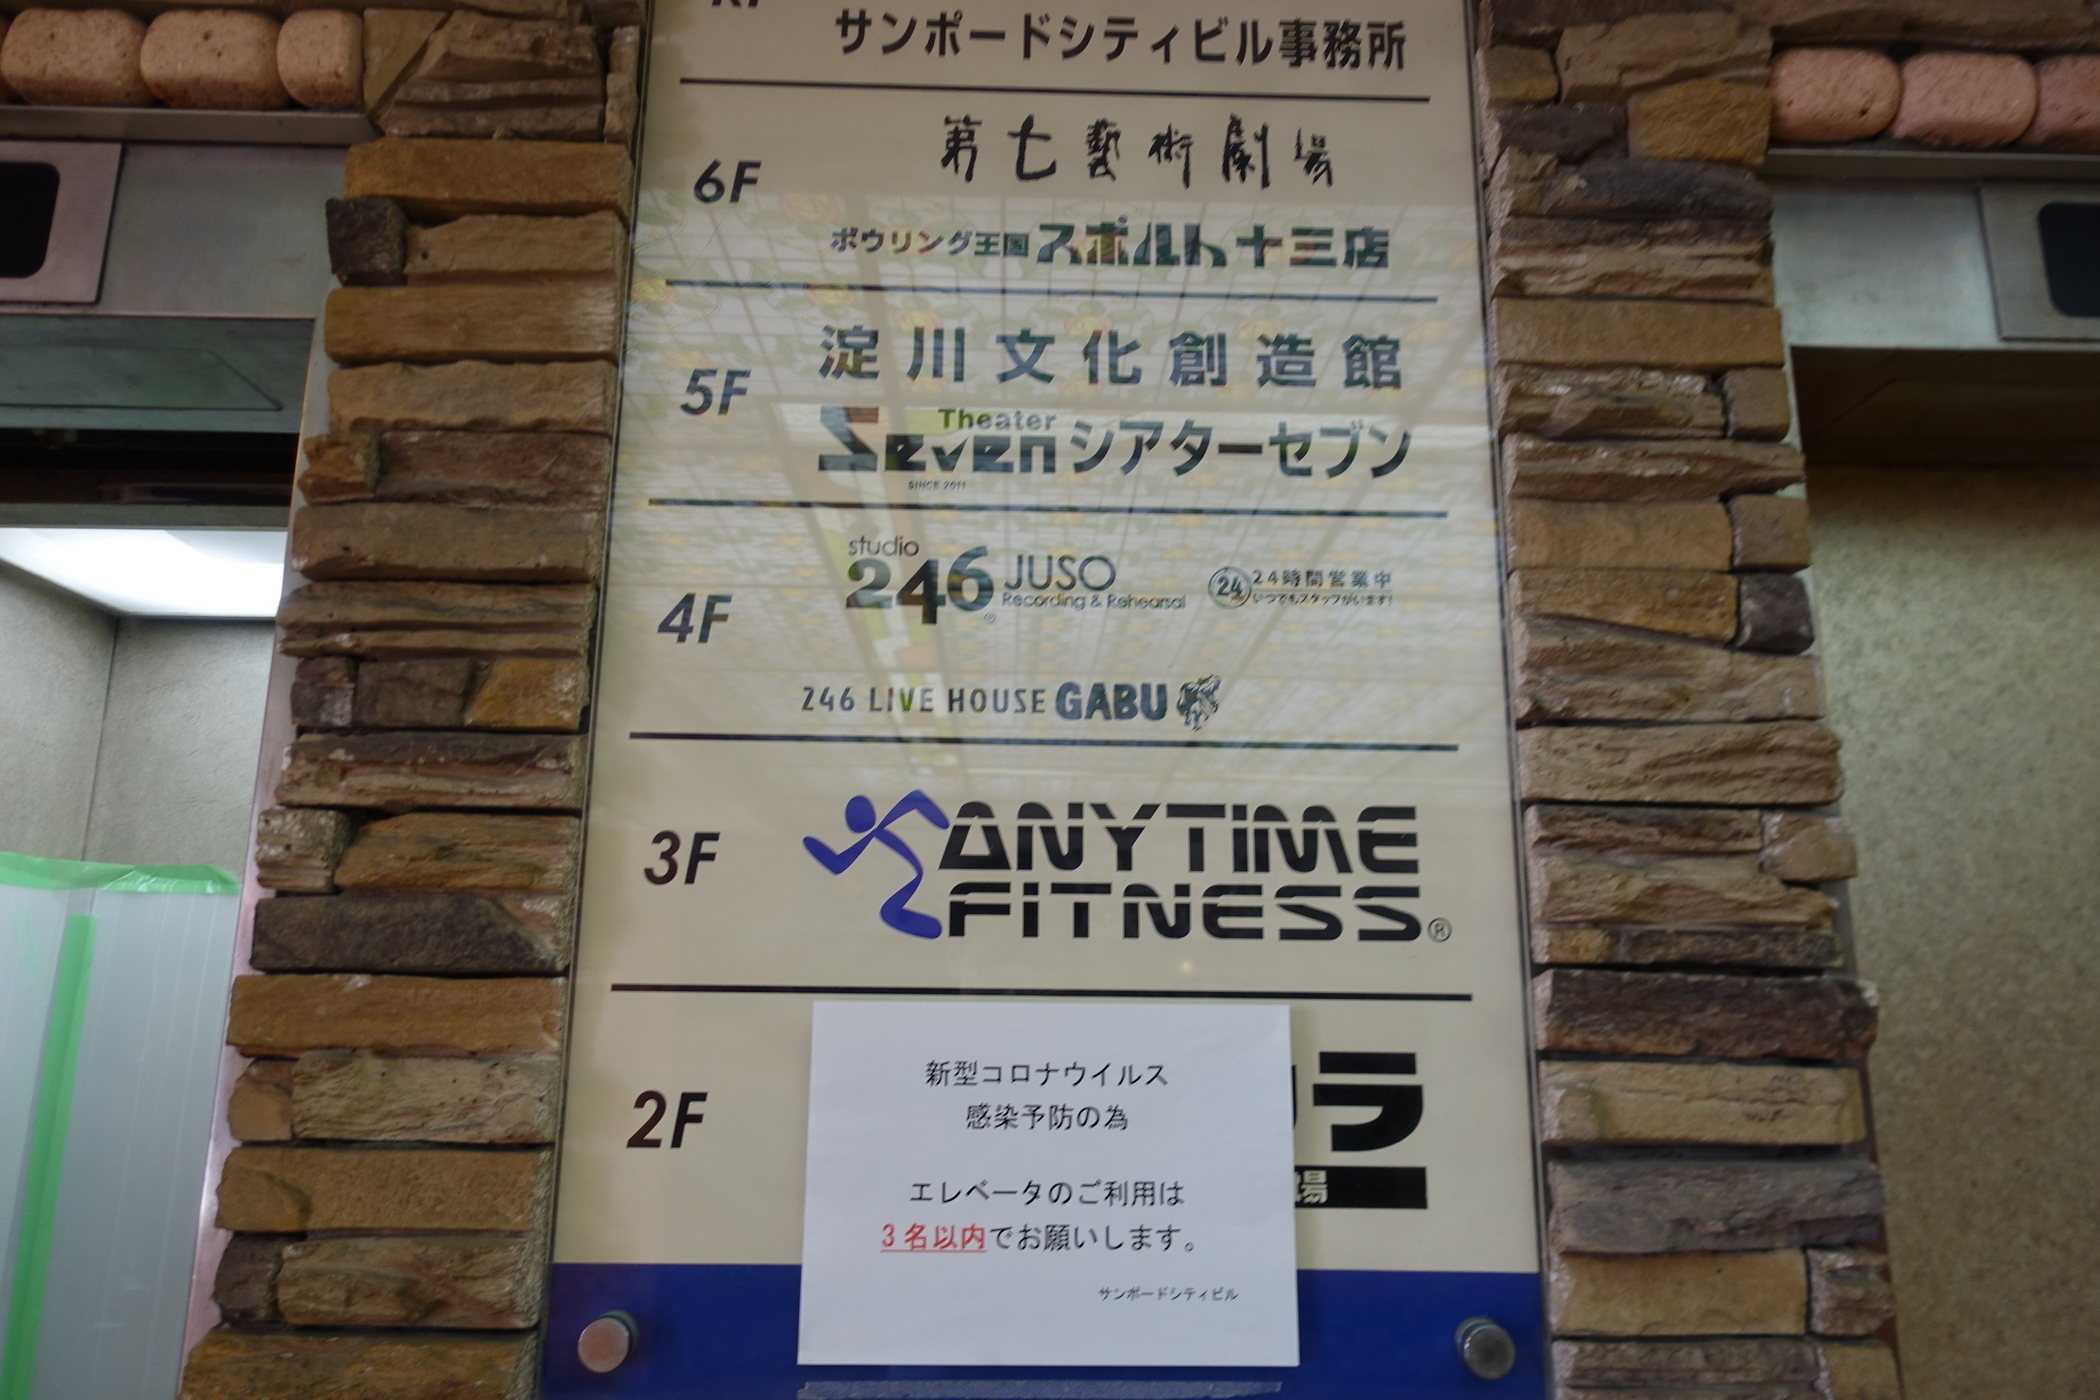 サンポードシティビル事務所
6F
第七藝術劇場
ボウリング王国スポルト十三店
5F
淀川文化創造館
Theater
Seven シアターセブン
SINCE 2011
4F
studio
246 JUSO
Recording & Rehearsal
®
24 24時間営業中
いつでもスタッフがいます!
246 LIVE HOUSE GABU
3F
ANYTIME
FITNESS®
2F
ラ
場
新型コロナウイルス
感染予防の為
エレベータのご利用は
3名以内でお願いします。
サンポードシティビル